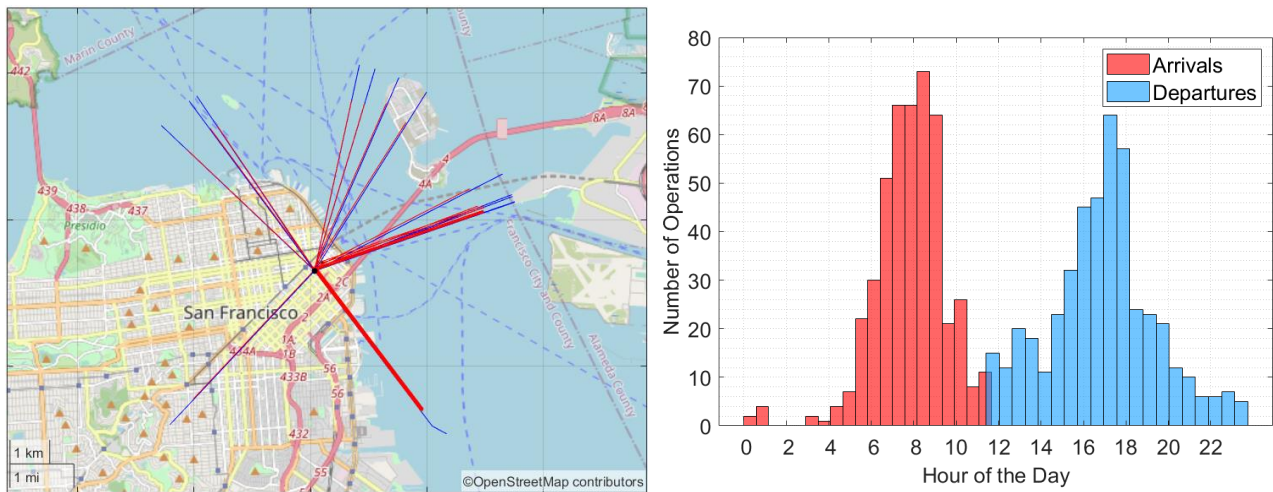 Marin County
442
County
8A
8A
8
4
4A
439
438
437
Presidio
Francisco City and County
2C
2A
San Francisco
2
1A
1B
434A
433B
56
56
432
Alameda County
1 km
1 mi
©OpenStreetMap contributors
80
70
60
50
40
30
20
10
0
Number of Operations
Arrivals
Departures
0 2 4 6 8 10 12 14 16 18 20 22
Hour of the Day